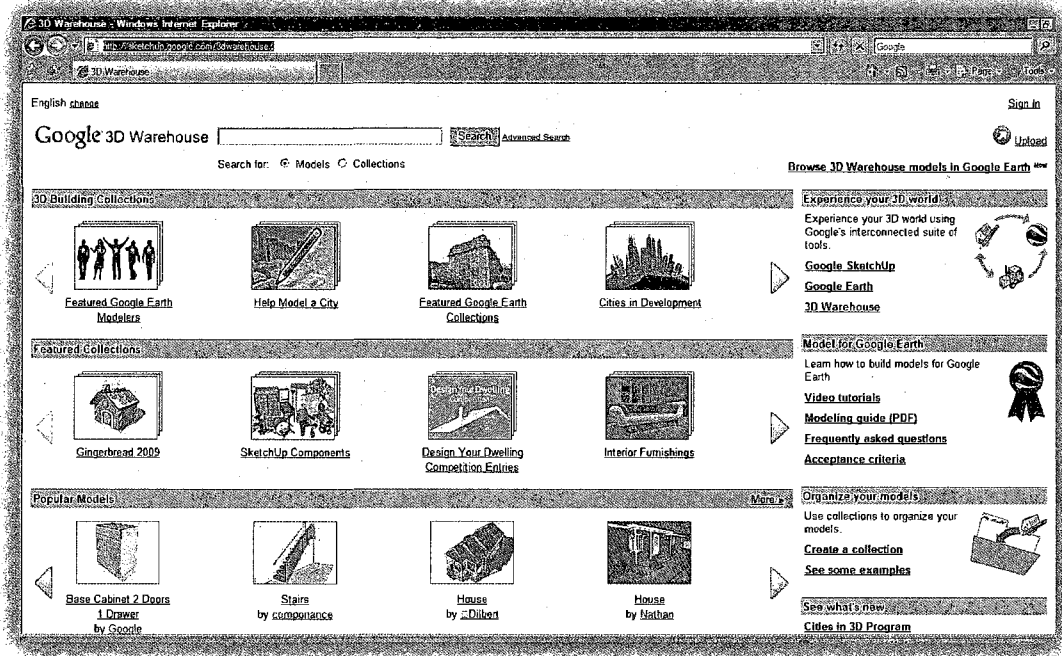 3D Warehouse - Windows Internet Explorer
http://sketchup.google.com/3dwarehouse/
Google
3D Warehouse
Page
Tools
English change
Sign in
Google 3D Warehouse
Search
Advanced Search
Upload
Search for: Models Collections
Browse 3D Warehouse models in Google Earth New
3D Building Collections
Featured Google Earth
Modelers
Help Model a City
Featured Google Earth
Collections
Cities in Development
Featured Collections
Gingerbread 2009
SketchUp Components
Design Your Dwelling
Design Your Dwelling
Competition Entries
Interior Furnishings
Popular Models
More
Base Cabinet 2 Doors
1 Drawer
by Google
Stairs
by componance
House
by =Dilbert
House
by Nathan
Experience your 3D world
Experience your 3D world using
Google's interconnected suite of
tools.
Google SketchUp
Google Earth
3D Warehouse
Model for Google Earth
Learn how to build models for Google
Earth
Video tutorials
Modeling guide (PDF)
Frequently asked questions
Acceptance criteria
Organize your models
Use collections to organize your
models.
Create a collection
See some examples
See what's new
Cities in 3D Program